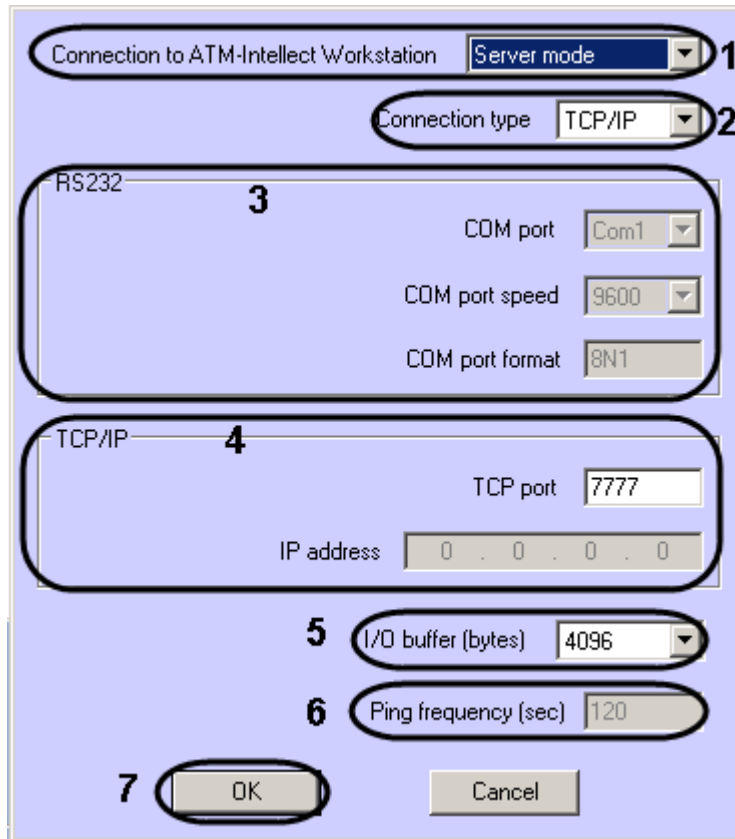 Connection to ATM-Intellect Workstation Server mode 1
Connection type TCP/IP 2
RS232 3
COM port Com1
COM port speed 9600
COM port format 8N1
TCP/IP 4
TCP port 7777
IP address 0 . 0 . 0 . 0
5 I/O buffer (bytes) 4096
6 Ping frequency (sec) 120
7 OK Cancel